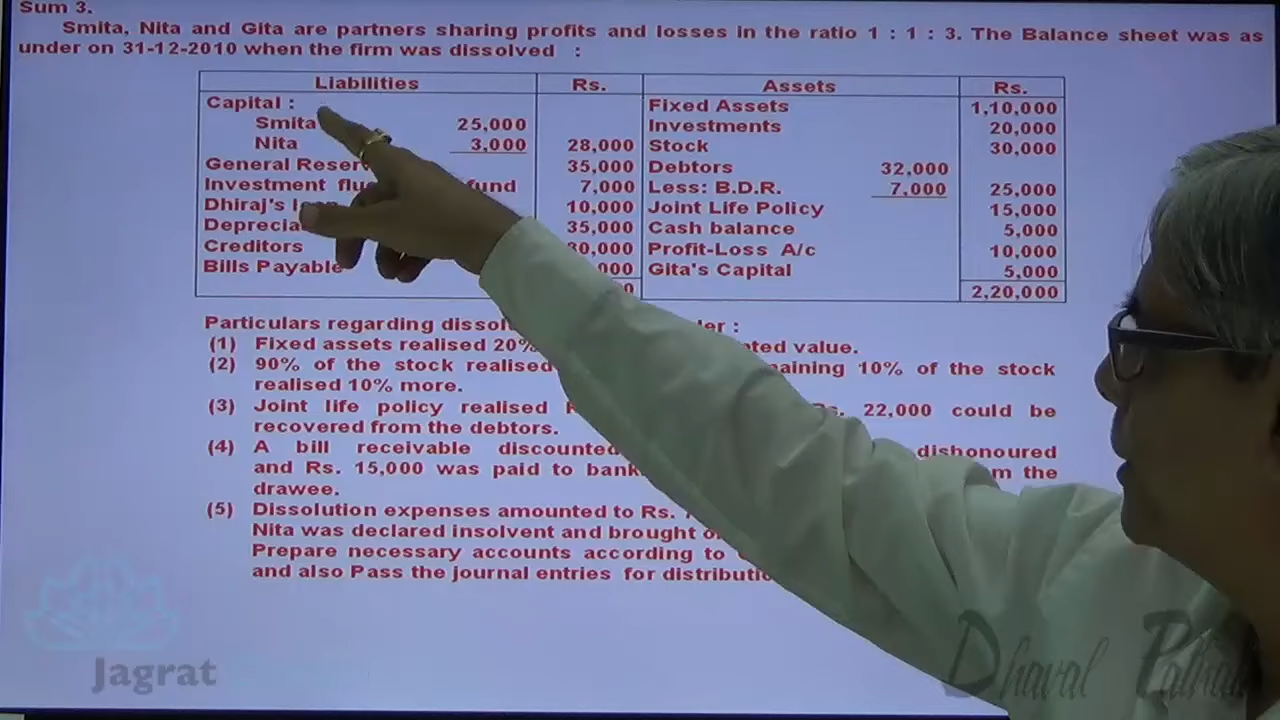 Sum 3.
Smita, Nita and Gita are partners sharing profits and losses in the ratio 1 : 1 : 3. The Balance sheet was as
under on 31-12-2010 when the firm was dissolved :
Liabilities Rs. Assets Rs.
Capital : Fixed Assets 1,10,000
Smita 25,000 Investments 20,000
Nita 3,000 28,000 Stock 30,000
General 35,000 Debtors 32,000
Investment fund 7,000 Less: B.D.R. 7,000 25,000
Dhiraj's 10,000 Joint Life Policy 15,000
35,000 Cash balance 5,000
Creditors Profit-Loss A/c 10,000
Bills Payable Gita's Capital 5,000
2,20,000
Particulars regarding :
(1) Fixed assets realised 20% value.
(2) 90% of the stock realised 10% of the stock
realised 10% more.
(3) Joint life policy realised 22,000 could be
recovered from the debtors.
(4) A bill receivable discounted dishonoured
and Rs. 15,000 was paid to the
drawee.
(5) Dissolution expenses amounted to Rs.
Nita was declared insolvent and brought
Prepare necessary accounts according to
and also Pass the journal entries for
Jagrat
Dhaval Pathak